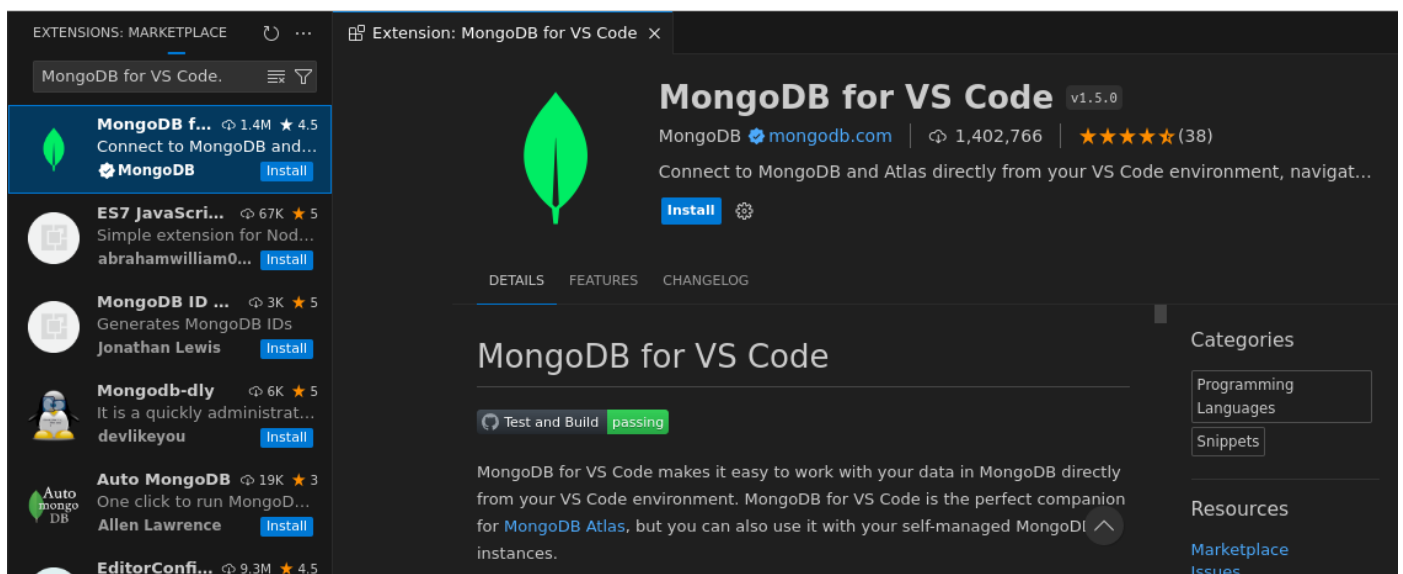 EXTENSIONS: MARKETPLACE
MongoDB for VS Code.
MongoDB f... 1.4M ★ 4.5
Connect to MongoDB and...
MongoDB
Install
ES7 JavaScri... 67K ★ 5
Simple extension for Nod...
abrahamwilliam0...
Install
MongoDB ID ... 3K ★ 5
Generates MongoDB IDs
Jonathan Lewis
Install
Mongodb-dly 6K ★ 5
It is a quickly administrat...
devlikeyou
Install
Auto mongo DB
Auto MongoDB 19K ★ 3
One click to run MongoD...
Allen Lawrence
Install
EditorConfi... 9.3M ★ 4.5
Extension: MongoDB for VS Code
MongoDB for VS Code v1.5.0
MongoDB mongodb.com | 1,402,766 | ★★★★★(38)
Connect to MongoDB and Atlas directly from your VS Code environment, navigat...
Install
DETAILS FEATURES CHANGELOG
MongoDB for VS Code
Test and Build passing
MongoDB for VS Code makes it easy to work with your data in MongoDB directly
from your VS Code environment. MongoDB for VS Code is the perfect companion
for MongoDB Atlas, but you can also use it with your self-managed
instances.
Categories
Programming
Languages
Snippets
Resources
Marketplace
Issues